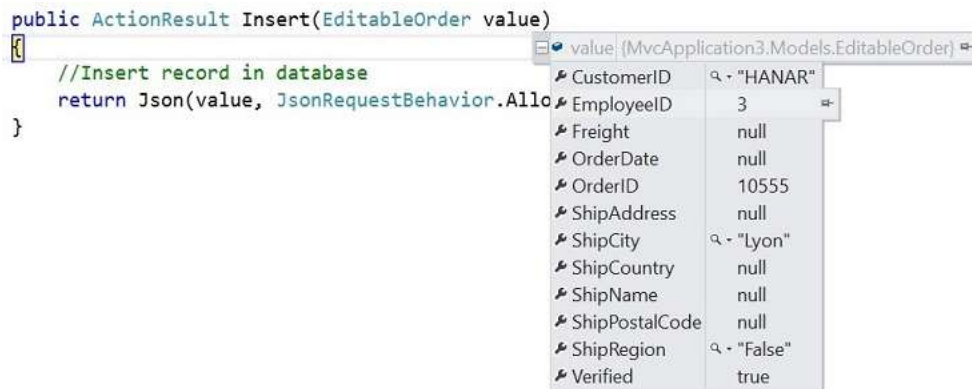 public ActionResult Insert(EditableOrder value)
{
value {MvcApplication3.Models.EditableOrder}
//Insert record in database
return Json(value, JsonRequestBehavior.Allo
}
CustomerID "HANAR"
EmployeeID 3
Freight null
OrderDate null
OrderID 10555
ShipAddress null
ShipCity "Lyon"
ShipCountry null
ShipName null
ShipPostalCode null
ShipRegion "False"
Verified true